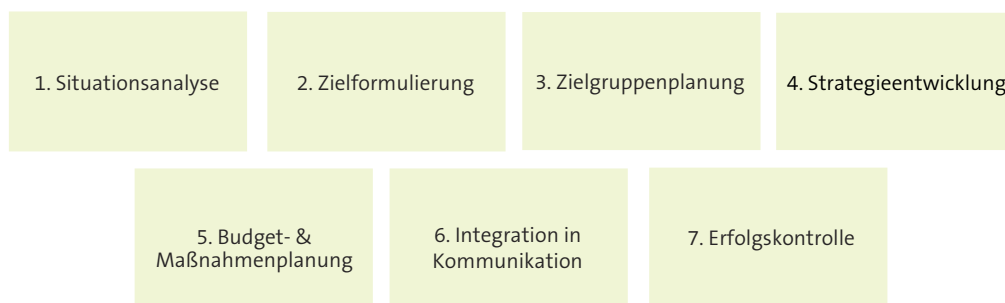 1. Situationsanalyse
2. Zielformulierung
3. Zielgruppenplanung
4. Strategieentwicklung
5. Budget- &
Maßnahmenplanung
6. Integration in
Kommunikation
7. Erfolgskontrolle